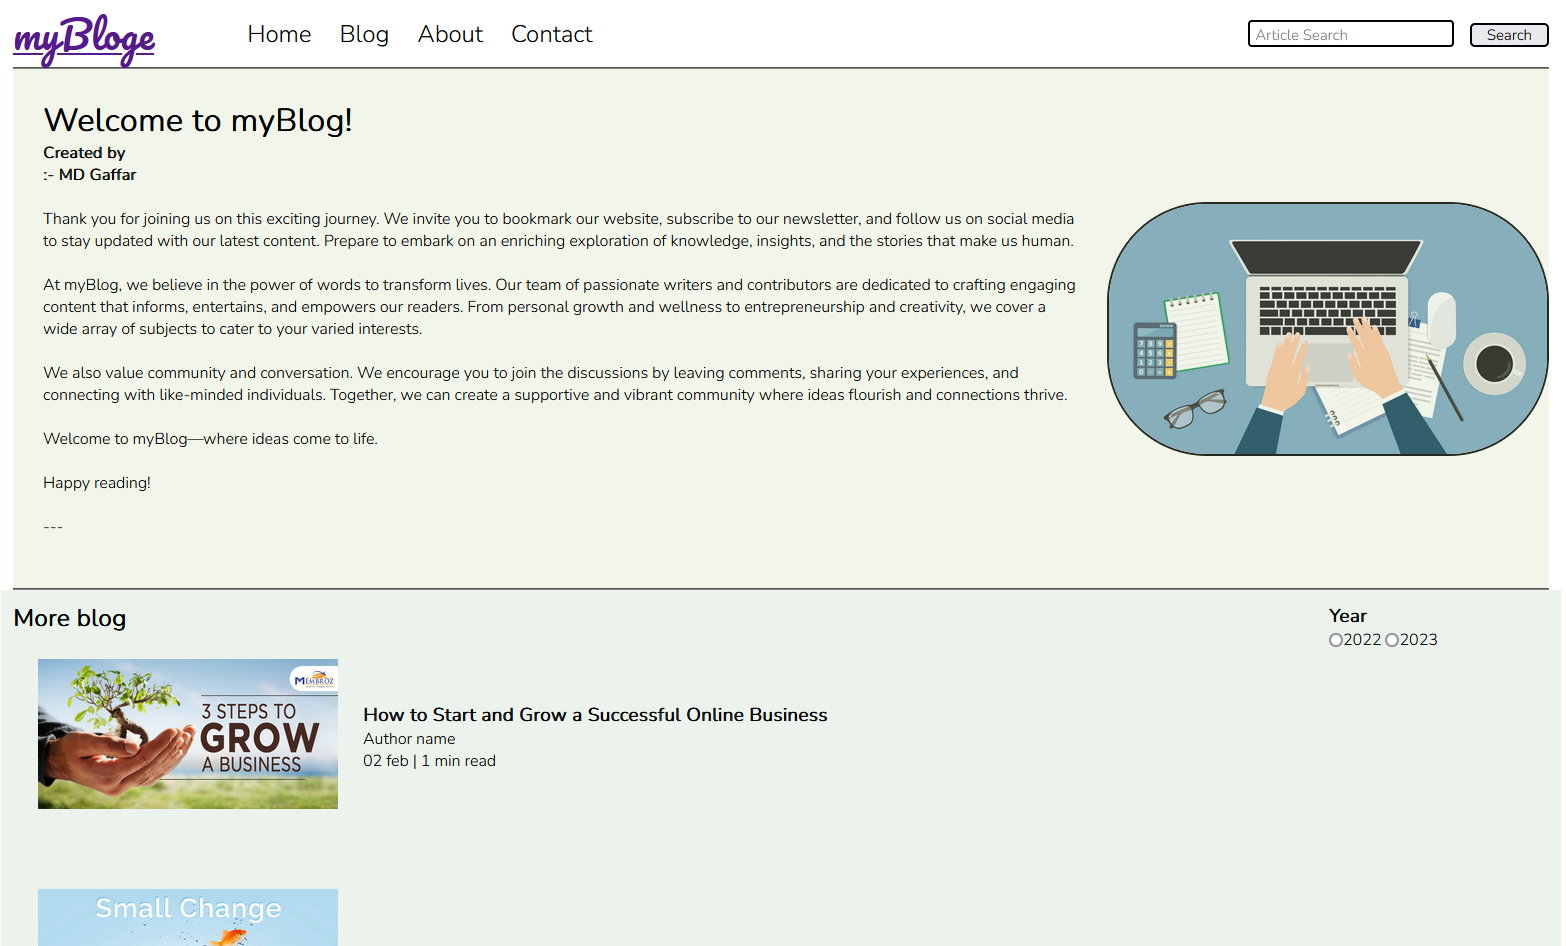 myBloge
Home Blog About Contact
Article Search
Search
Welcome to myBlog!
Created by
:- MD Gaffar
Thank you for joining us on this exciting journey. We invite you to bookmark our website, subscribe to our newsletter, and follow us on social media
to stay updated with our latest content. Prepare to embark on an enriching exploration of knowledge, insights, and the stories that make us human.
At myBlog, we believe in the power of words to transform lives. Our team of passionate writers and contributors are dedicated to crafting engaging
content that informs, entertains, and empowers our readers. From personal growth and wellness to entrepreneurship and creativity, we cover a
wide array of subjects to cater to your varied interests.
We also value community and conversation. We encourage you to join the discussions by leaving comments, sharing your experiences, and
connecting with like-minded individuals. Together, we can create a supportive and vibrant community where ideas flourish and connections thrive.
Welcome to myBlog—where ideas come to life.
Happy reading!
---
7 8 9
4 5 6
1 2 3
0
More blog
Year
2022 2023
MEMBROZ
3 STEPS TO
GROW
A BUSINESS
How to Start and Grow a Successful Online Business
Author name
02 feb | 1 min read
Small Change